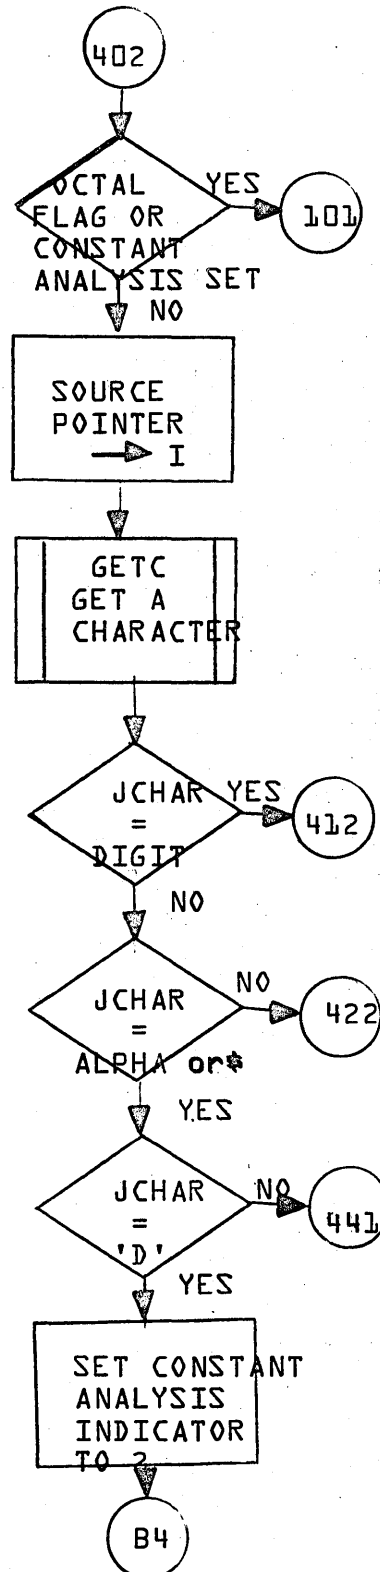 402
OCTAL
FLAG OR
CONSTANT
ANALYSIS SET
YES
101
NO
SOURCE
POINTER
I
GETC
GET A
CHARACTER
JCHAR
=
DIGIT
YES
412
NO
JCHAR
=
ALPHA or$
NO
422
YES
JCHAR
=
'D'
NO
441
YES
SET CONSTANT
ANALYSIS
INDICATOR
TO 2
B4